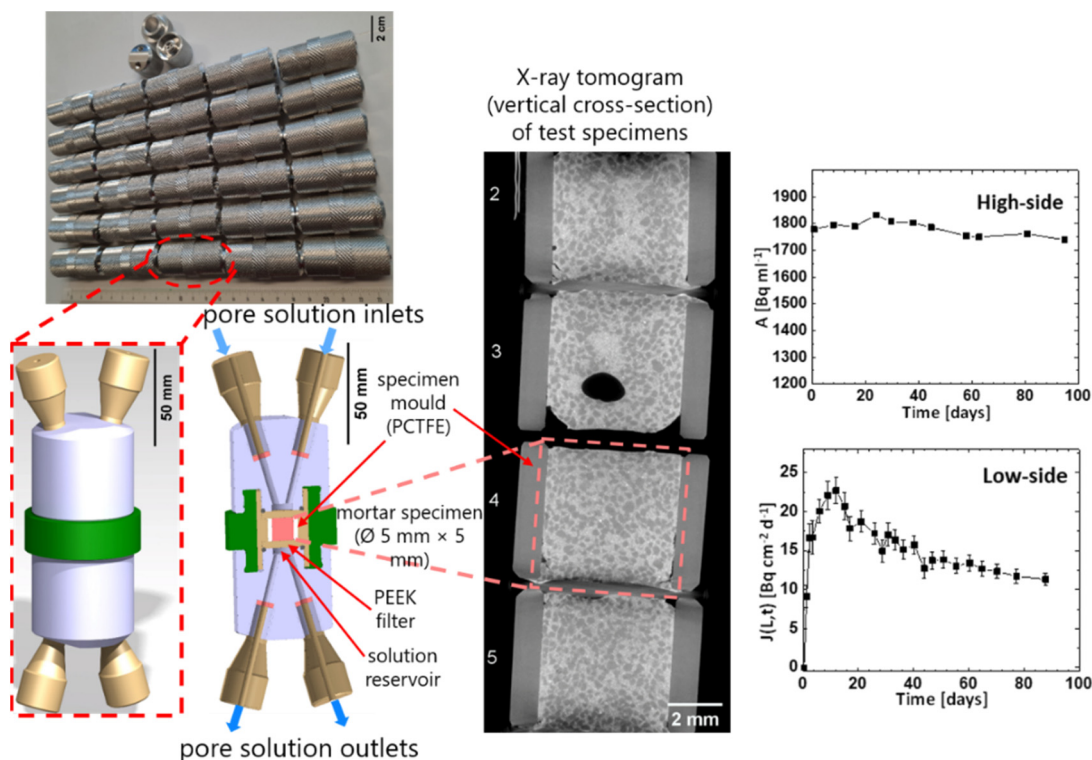 2 cm
X-ray tomogram
(vertical cross-section)
of test specimens
2
3
4
5
2 mm
pore solution inlets
50 mm
50 mm
specimen
mould
(PCTFE)
mortar specimen
(Ø 5 mm × 5
mm)
PEEK
filter
solution
reservoir
pore solution outlets
High-side
A [Bq ml⁻¹]
1900
1800
1700
1600
1500
1400
1300
1200
0 20 40 60 80 100
Time [days]
Low-side
J(L,t) [Bq cm⁻² d⁻¹]
25
20
15
10
5
0
0 20 40 60 80 100
Time [days]